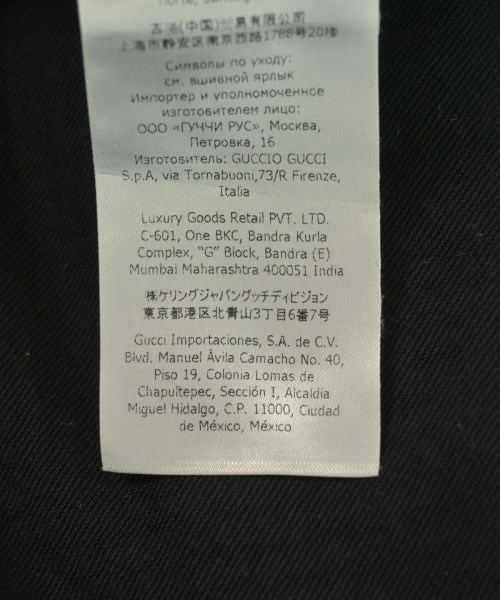 古驰(中国)贸易有限公司
上海市静安区南京西路1788号20楼
Символы по уходу:
см. вшивной ярлык
Импортер и уполномоченное
изготовителем лицо:
ООО «ГУЧЧИ РУС», Москва,
Петровка, 16
Изготовитель: GUCCIO GUCCI
S.p.A, via Tornabuoni,73/R Firenze,
Italia
Luxury Goods Retail PVT. LTD.
C-601, One BKC, Bandra Kurla
Complex, “G” Block, Bandra (E)
Mumbai Maharashtra 400051 India
㈱ケリングジャパングッチディビジョン
東京都港区北青山3丁目6番7号
Gucci Importaciones, S.A. de C.V.
Blvd. Manuel Ávila Camacho No. 40,
Piso 19, Colonia Lomas de
Chapultepec, Sección I, Alcaldía
Miguel Hidalgo, C.P. 11000, Ciudad
de México, México